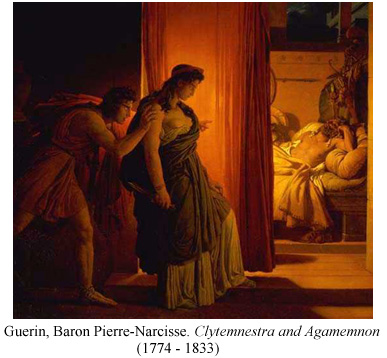 Guerin, Baron Pierre-Narcisse. Clytemnestra and Agamemnon
(1774 - 1833)